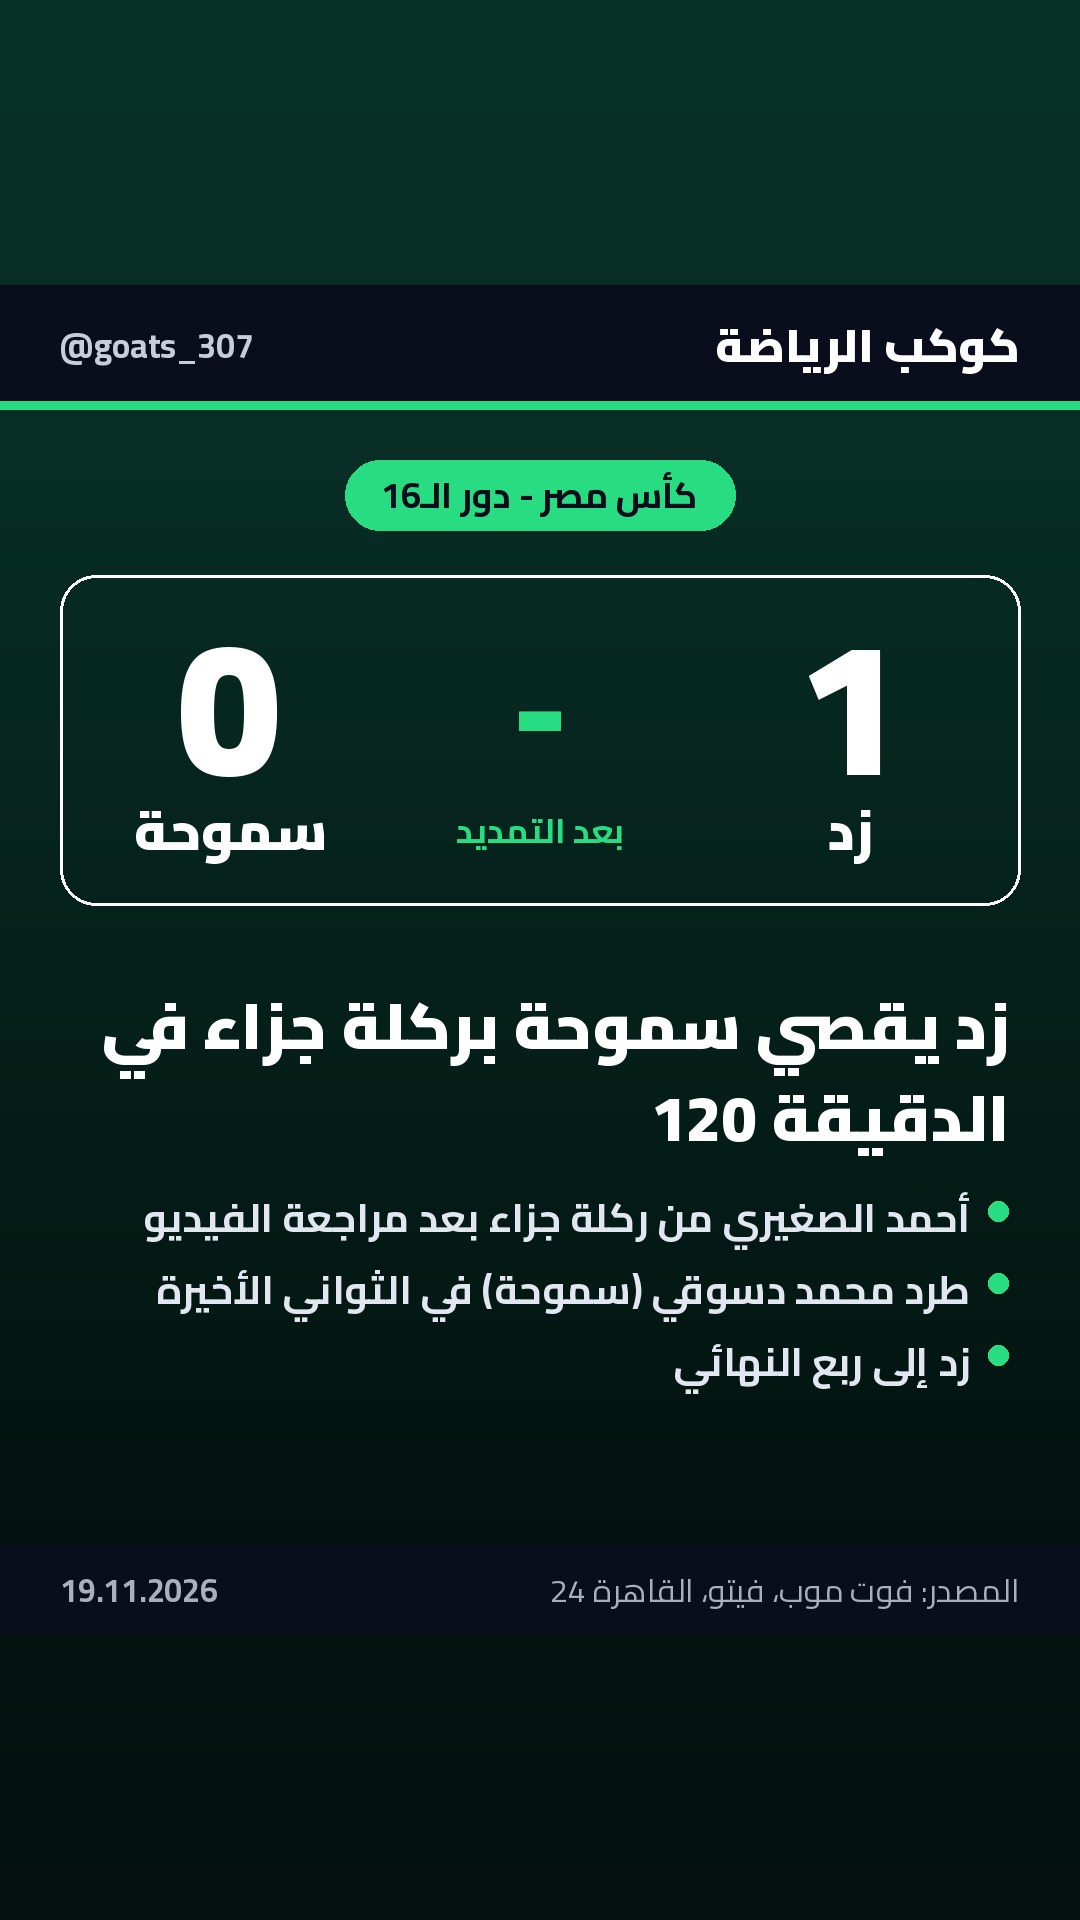 كوكب الرياضة
@goats_307
كأس مصر - دور الـ16
1 - 0
زد بعد التمديد سموحة
زد يقصي سموحة بركلة جزاء في
الدقيقة 120
أحمد الصغيري من ركلة جزاء بعد مراجعة الفيديو
طرد محمد دسوقي (سموحة) في الثواني الأخيرة
زد إلى ربع النهائي
المصدر: فوت موب، فيتو، القاهرة 24
19.11.2026